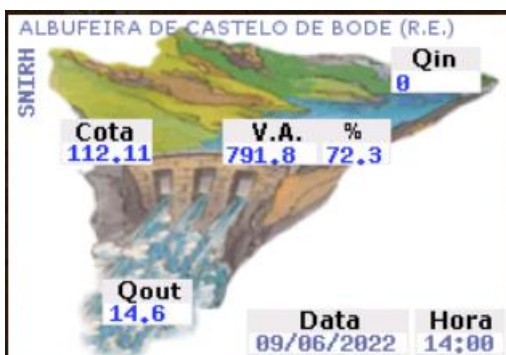 ALBUFEIRA DE CASTELO DE BODE (R.E.)
SNIRH
Qin
0
Cota V.A. %
112.11 791.8 72.3
Qout
14.6
Data Hora
09/06/2022 14:00